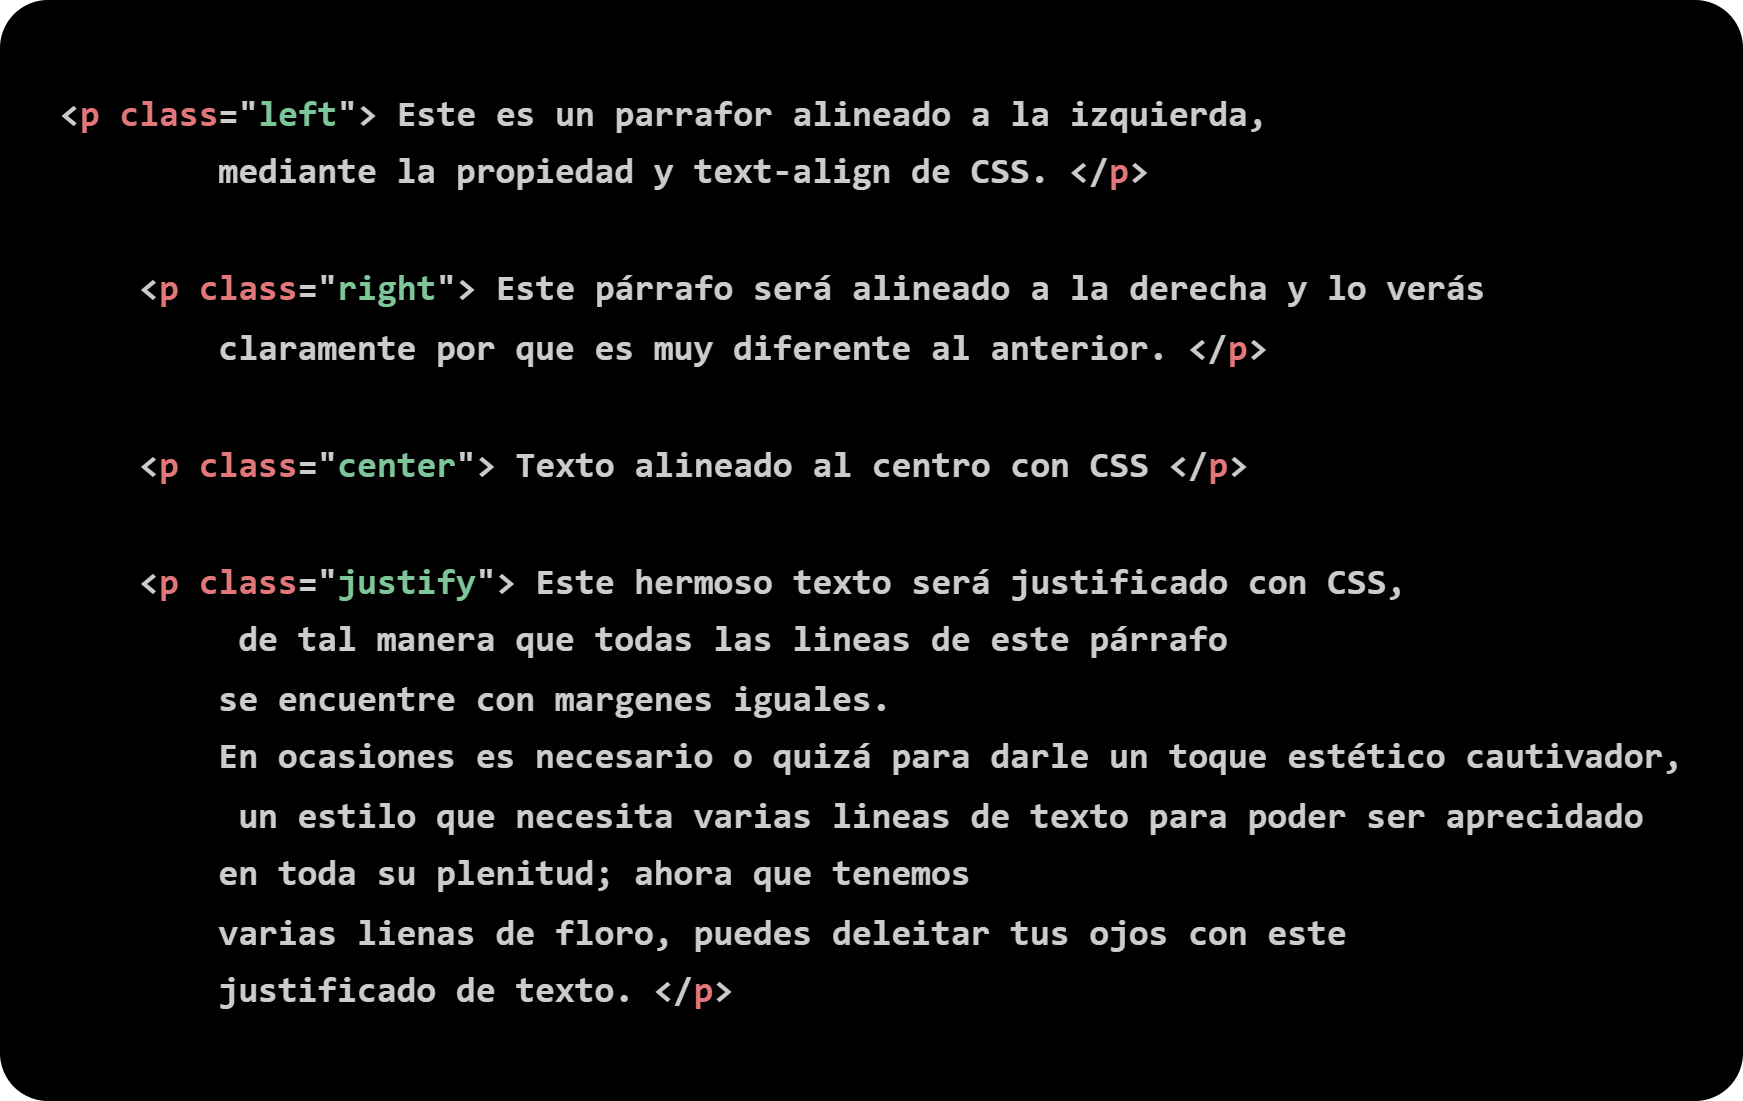 <p class="left"> Este es un parrafor alineado a la izquierda,
mediante la propiedad y text-align de CSS. </p>
<p class="right"> Este párrafo será alineado a la derecha y lo verás
claramente por que es muy diferente al anterior. </p>
<p class="center"> Texto alineado al centro con CSS </p>
<p class="justify"> Este hermoso texto será justificado con CSS,
de tal manera que todas las lineas de este párrafo
se encuentre con margenes iguales.
En ocasiones es necesario o quizá para darle un toque estético cautivador,
un estilo que necesita varias lineas de texto para poder ser aprecidado
en toda su plenitud; ahora que tenemos
varias lienas de floro, puedes deleitar tus ojos con este
justificado de texto. </p>